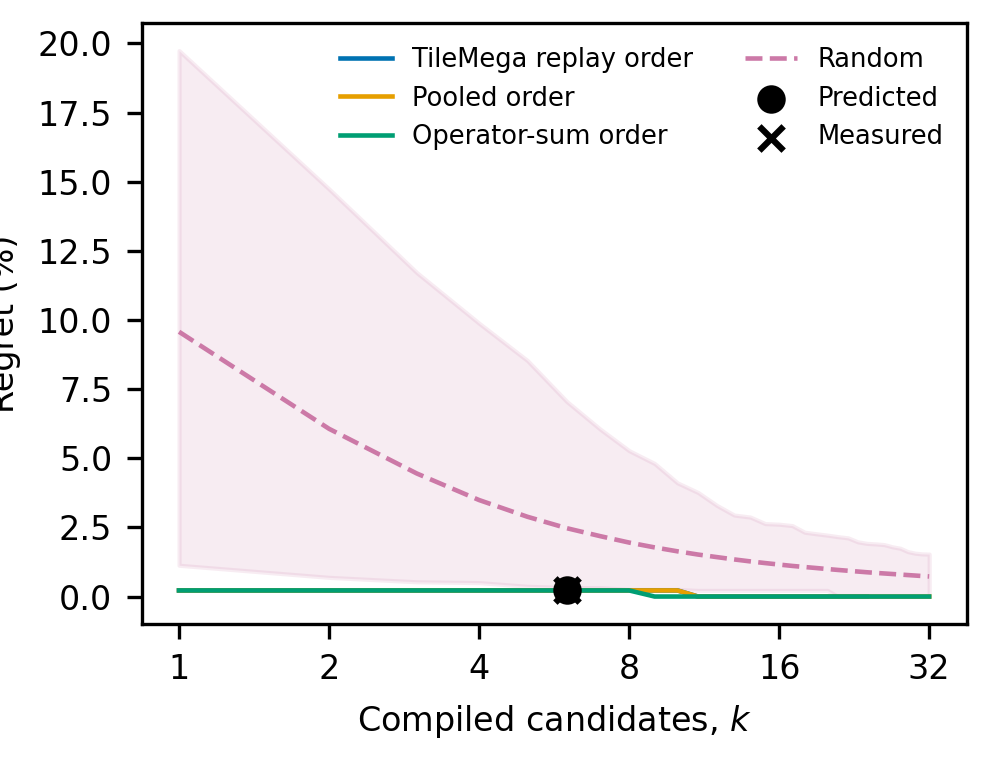 20.0
17.5
15.0
12.5
10.0
7.5
5.0
2.5
0.0
Regret (%)
TileMega replay order
Pooled order
Operator-sum order
Random
Predicted
Measured
1 2 4 8 16 32
Compiled candidates, k